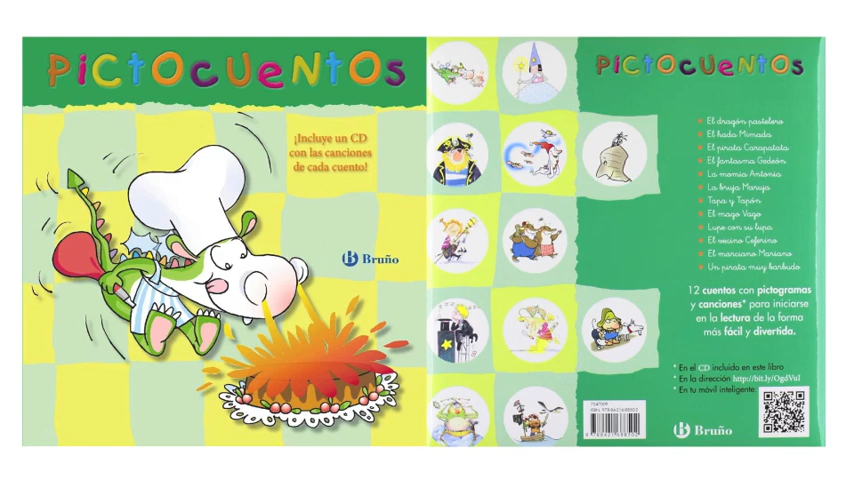 PICTOCUENTOS
¡Incluye un CD
con las canciones
de cada cuento!
Bruño
PICTOCUENTOS
El dragón pastelero
El hada Mimada
El pirata Carapatata
El fantasma Gedeón
La momia Antonia
La bruja Maruja
Tapa y Tapón
El mago Vago
Lupe con su lupa
El vecino Ceferino
El marciano Mariano
Un pirata muy barbudo
12 cuentos con pictogramas
y canciones* para iniciarse
en la lectura de la forma
más fácil y divertida.
* En el CD incluido en este libro
* En la dirección http://bit.ly/OgdVu1
* En tu móvil inteligente.
Bruño